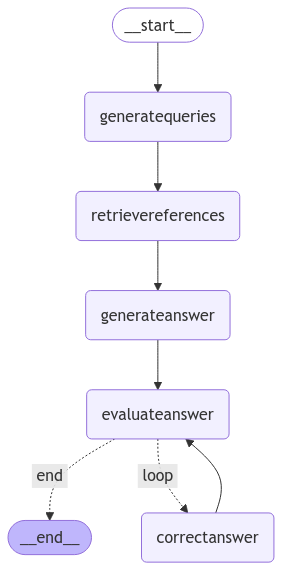 __start__
generatequeries
retrievereferences
generateanswer
evaluateanswer
end
loop
__end__
correctanswer